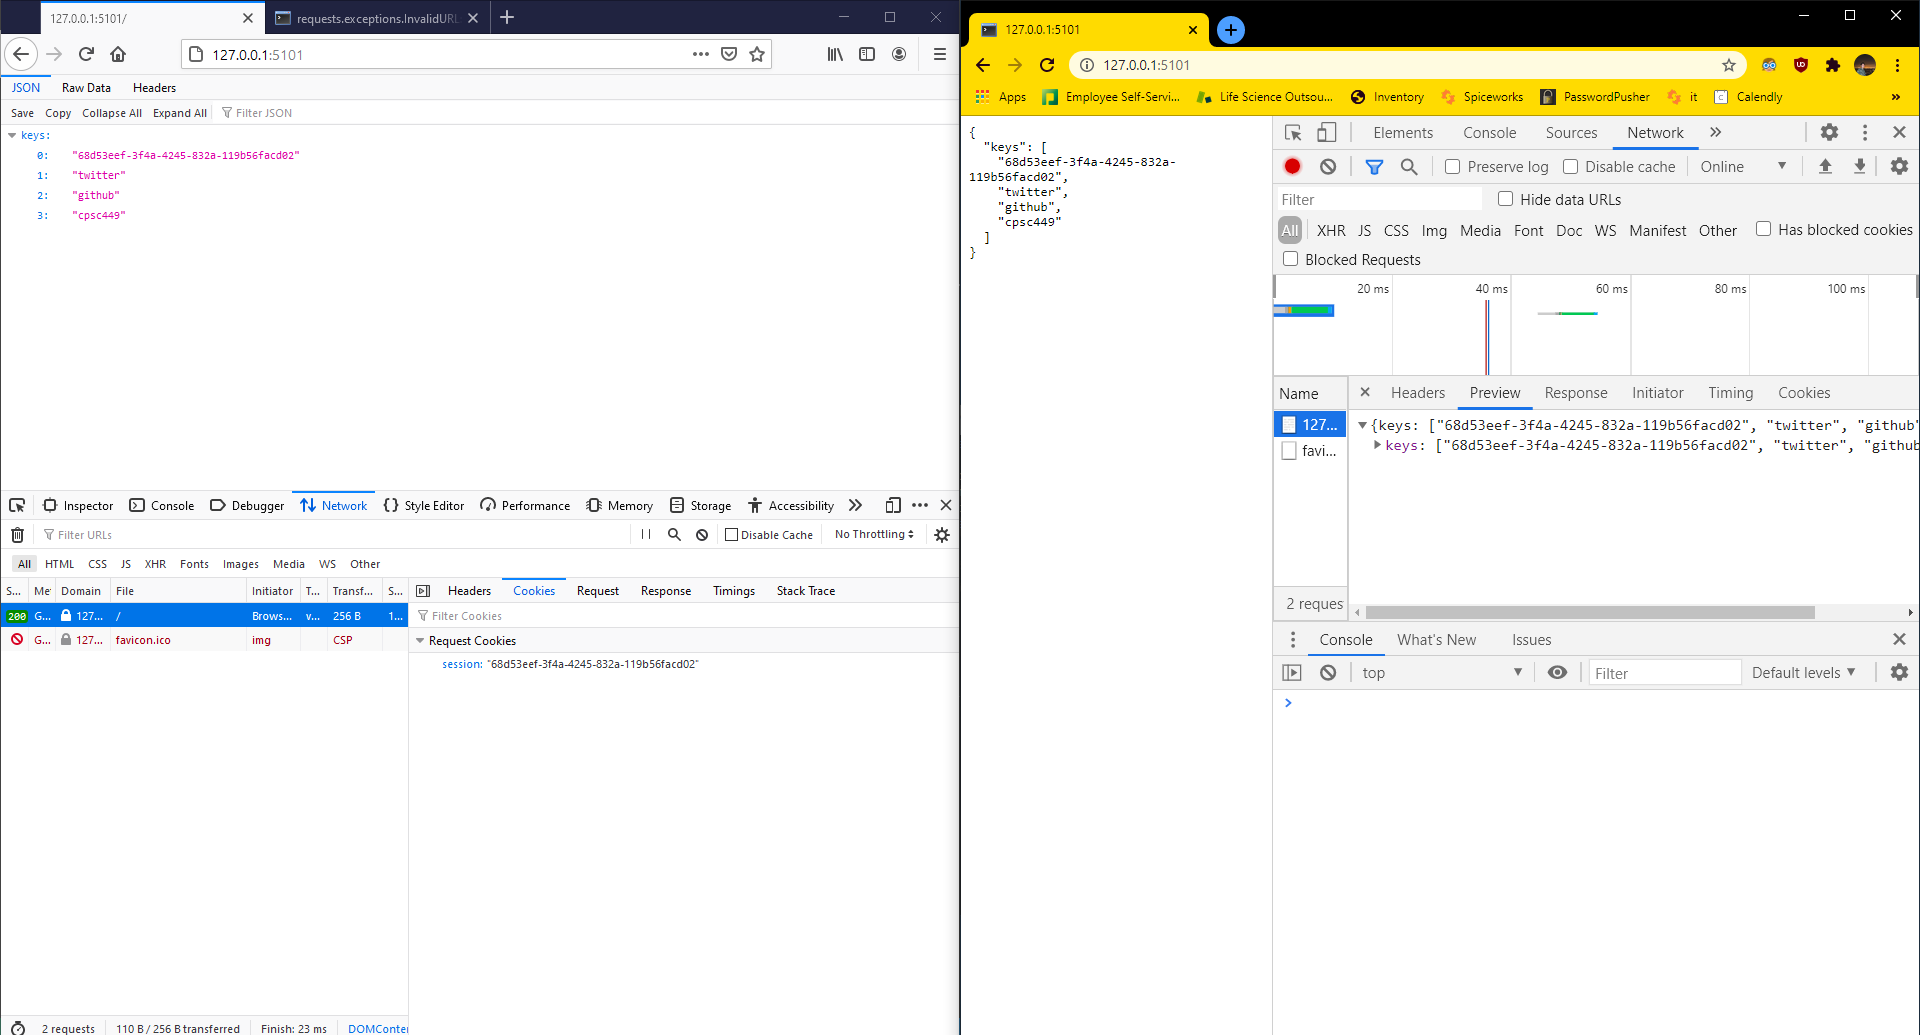 127.0.0.1:5101/
requests.exceptions.InvalidURL
127.0.0.1:5101
JSON Raw Data Headers
Save Copy Collapse All Expand All Filter JSON
keys:
0: "68d53eef-3f4a-4245-832a-119b56facd02"
1: "twitter"
2: "github"
3: "cpsc449"
Inspector Console Debugger Network Style Editor Performance Memory Storage Accessibility
Filter URLs Disable Cache No Throttling
All HTML CSS JS XHR Fonts Images Media WS Other
S... Me Domain File Initiator T... Transf... S...
200 G... 127... / Brows... v... 256 B 1...
G... 127... favicon.ico img CSP
Headers Cookies Request Response Timings Stack Trace
Filter Cookies
Request Cookies
session: "68d53eef-3f4a-4245-832a-119b56facd02"
2 requests 110 B / 256 B transferred Finish: 23 ms DOMConte
127.0.0.1:5101
127.0.0.1:5101
Apps Employee Self-Servi... Life Science Outsou... Inventory Spiceworks PasswordPusher it Calendly »
{
"keys": [
"68d53eef-3f4a-4245-832a-
119b56facd02",
"twitter",
"github",
"cpsc449"
]
}
Elements Console Sources Network »
Preserve log Disable cache Online
Filter Hide data URLs
All XHR JS CSS Img Media Font Doc WS Manifest Other Has blocked cookies
Blocked Requests
20 ms 40 ms 60 ms 80 ms 100 ms
Name
127...
favi...
2 reques
Headers Preview Response Initiator Timing Cookies
{keys: ["68d53eef-3f4a-4245-832a-119b56facd02", "twitter", "github"
keys: ["68d53eef-3f4a-4245-832a-119b56facd02", "twitter", "github
Console What's New Issues
top Filter Default levels
>